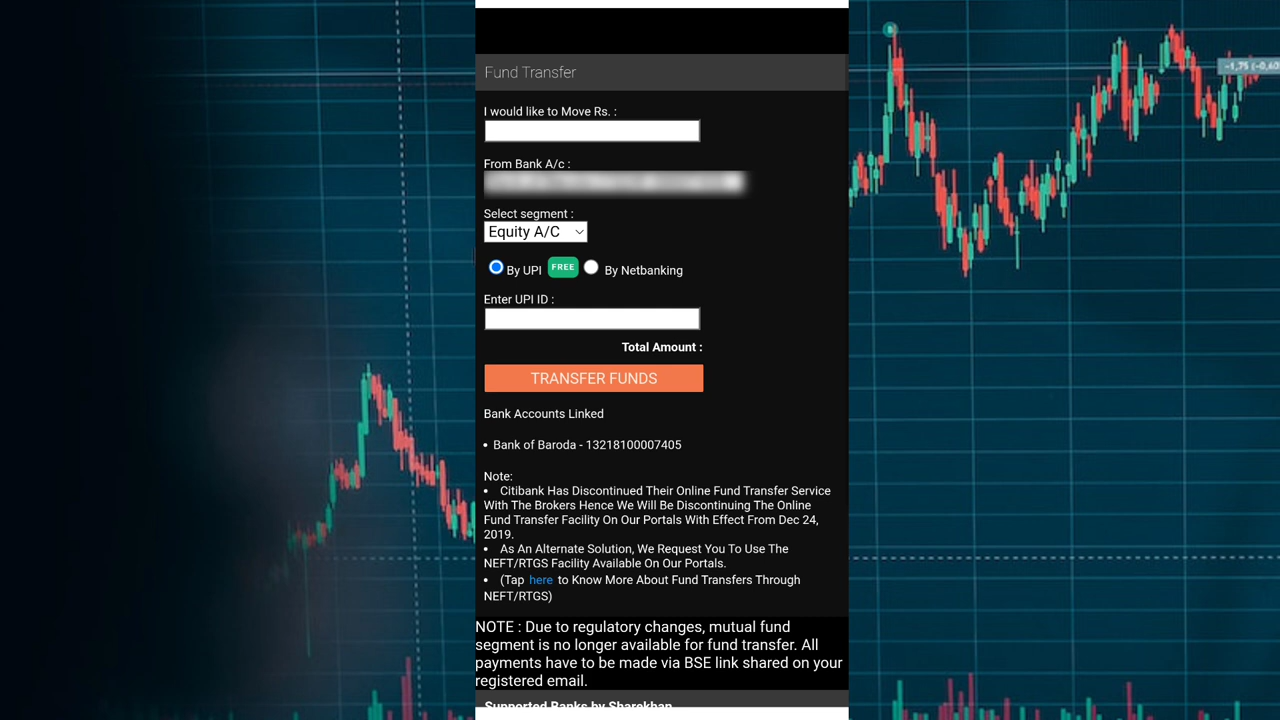 Fund Transfer
I would like to Move Rs. :
From Bank A/c :
Select segment :
Equity A/C
By UPI FREE By Netbanking
Enter UPI ID :
Total Amount :
TRANSFER FUNDS
Bank Accounts Linked
• Bank of Baroda - 13218100007405
Note:
• Citibank Has Discontinued Their Online Fund Transfer Service
With The Brokers Hence We Will Be Discontinuing The Online
Fund Transfer Facility On Our Portals With Effect From Dec 24,
2019.
• As An Alternate Solution, We Request You To Use The
NEFT/RTGS Facility Available On Our Portals.
• (Tap here to Know More About Fund Transfers Through
NEFT/RTGS)
NOTE : Due to regulatory changes, mutual fund
segment is no longer available for fund transfer. All
payments have to be made via BSE link shared on your
registered email.
Supported Banks by Sharekhan